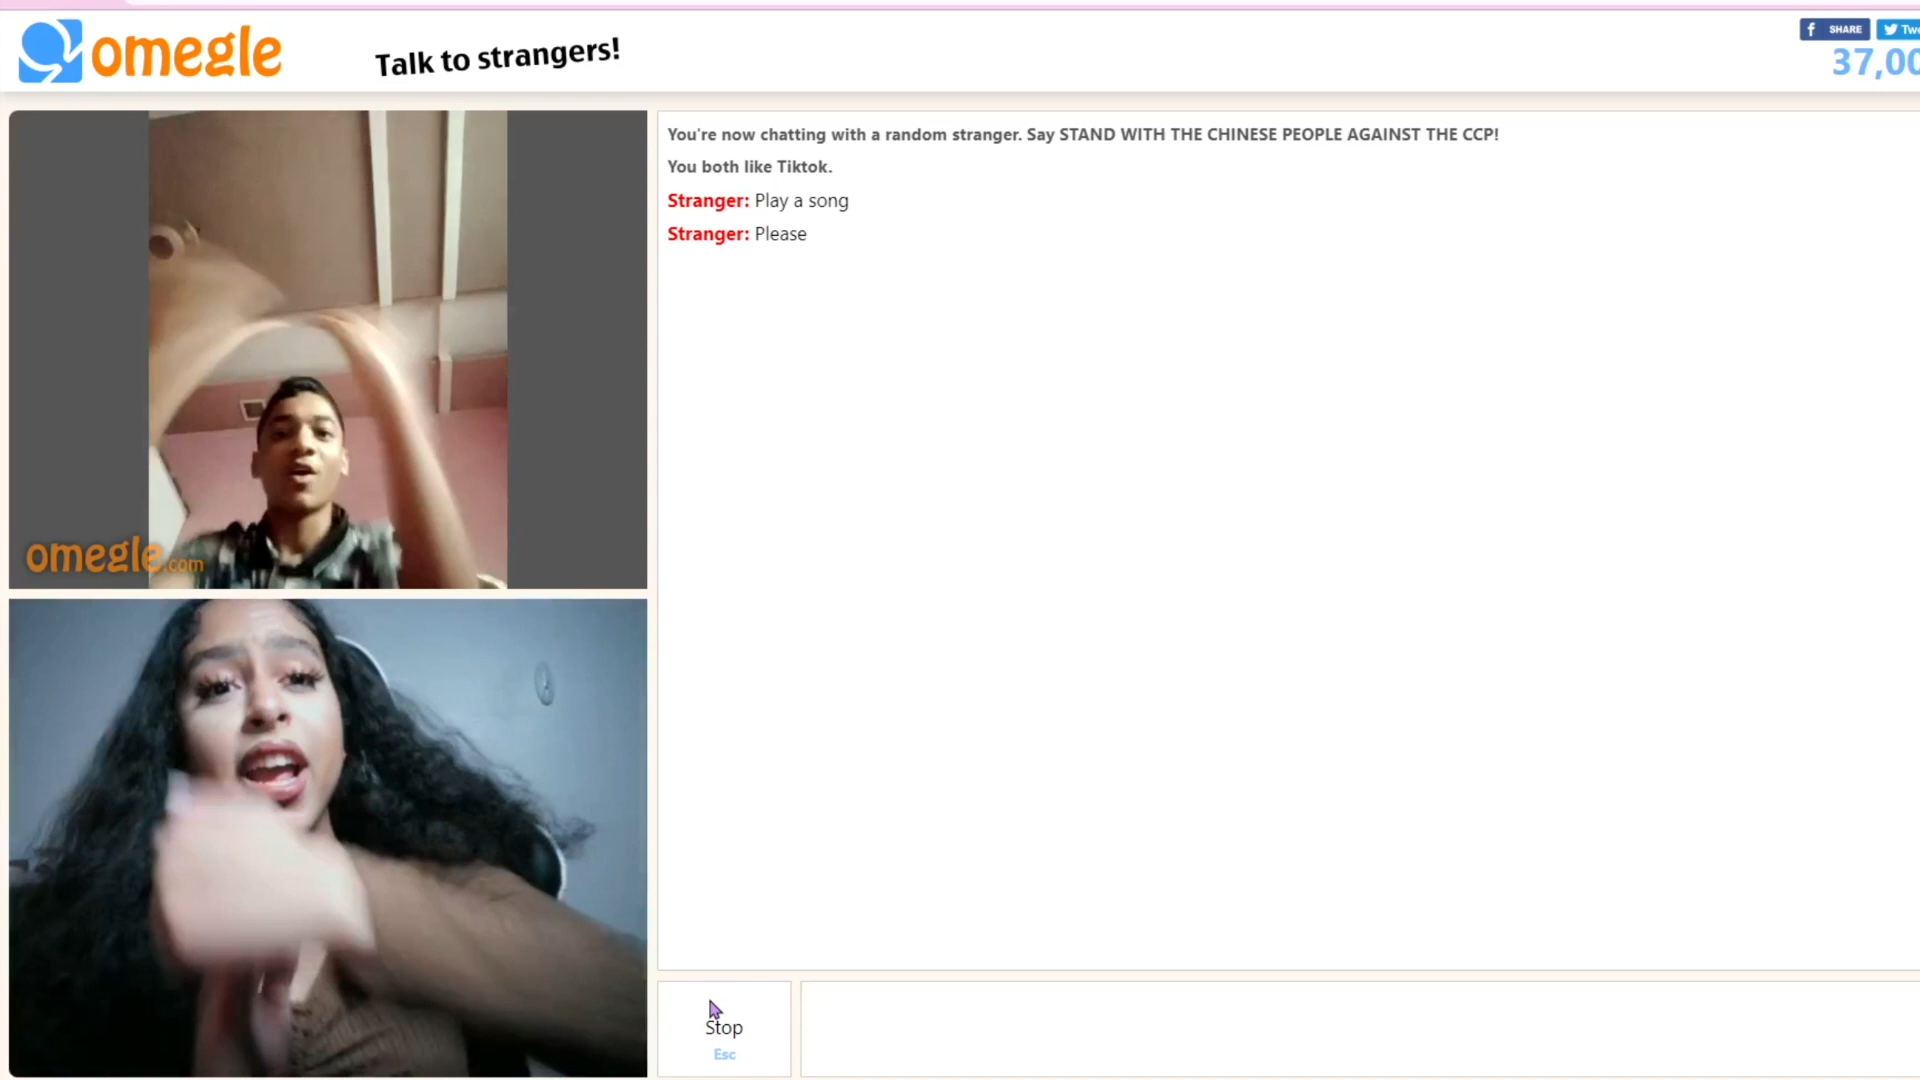 omegle
Talk to strangers!
f SHARE
Twe
37,00
You're now chatting with a random stranger. Say STAND WITH THE CHINESE PEOPLE AGAINST THE CCP!
You both like Tiktok.
Stranger: Play a song
Stranger: Please
omegle.com
Stop
Esc